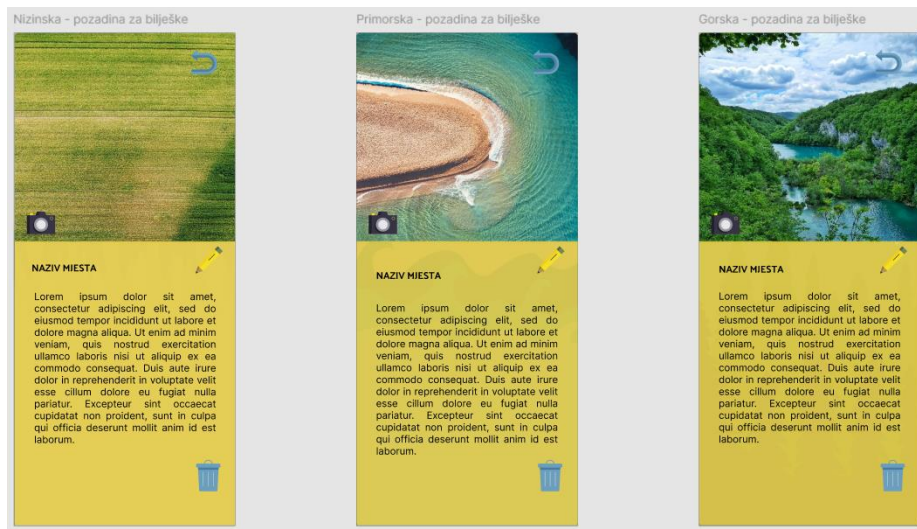 Nizinska - pozadina za bilješke
NAZIV MJESTA
Lorem ipsum dolor sit amet,
consectetur adipiscing elit, sed do
eiusmod tempor incididunt ut labore et
dolore magna aliqua. Ut enim ad minim
veniam, quis nostrud exercitation
ullamco laboris nisi ut aliquip ex ea
commodo consequat. Duis aute irure
dolor in reprehenderit in voluptate velit
esse cillum dolore eu fugiat nulla
pariatur. Excepteur sint occaecat
cupidatat non proident, sunt in culpa
qui officia deserunt mollit anim id est
laborum.
Primorska - pozadina za bilješke
NAZIV MJESTA
Lorem ipsum dolor sit amet,
consectetur adipiscing elit, sed do
eiusmod tempor incididunt ut labore et
dolore magna aliqua. Ut enim ad minim
veniam, quis nostrud exercitation
ullamco laboris nisi ut aliquip ex ea
commodo consequat. Duis aute irure
dolor in reprehenderit in voluptate velit
esse cillum dolore eu fugiat nulla
pariatur. Excepteur sint occaecat
cupidatat non proident, sunt in culpa
qui officia deserunt mollit anim id est
laborum.
Gorska - pozadina za bilješke
NAZIV MJESTA
Lorem ipsum dolor sit amet,
consectetur adipiscing elit, sed do
eiusmod tempor incididunt ut labore et
dolore magna aliqua. Ut enim ad minim
veniam, quis nostrud exercitation
ullamco laboris nisi ut aliquip ex ea
commodo consequat. Duis aute irure
dolor in reprehenderit in voluptate velit
esse cillum dolore eu fugiat nulla
pariatur. Excepteur sint occaecat
cupidatat non proident, sunt in culpa
qui officia deserunt mollit anim id est
laborum.